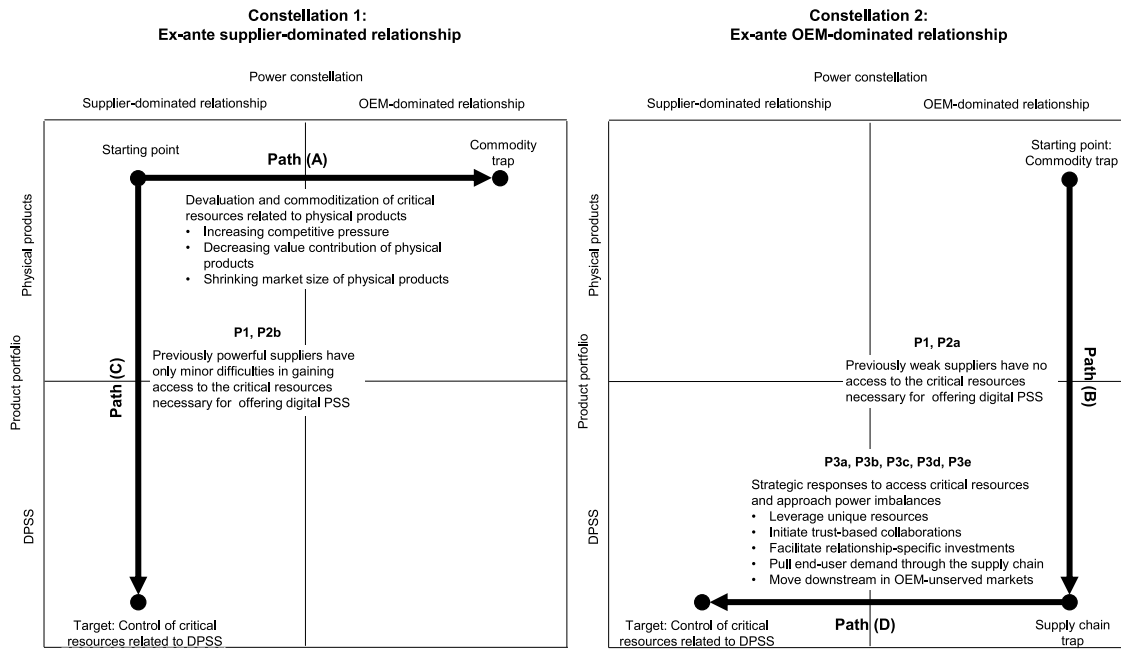 Constellation 1:
Ex-ante supplier-dominated relationship
Power constellation
Supplier-dominated relationship
OEM-dominated relationship
Product portfolio
Physical products
DPSS
Starting point
Path (A)
Commodity
trap
Devaluation and commoditization of critical
resources related to physical products
• Increasing competitive pressure
• Decreasing value contribution of physical
products
• Shrinking market size of physical products
Path (C)
P1, P2b
Previously powerful suppliers have
only minor difficulties in gaining
access to the critical resources
necessary for offering digital PSS
Target: Control of critical
resources related to DPSS
Constellation 2:
Ex-ante OEM-dominated relationship
Power constellation
Supplier-dominated relationship
OEM-dominated relationship
Product portfolio
Physical products
DPSS
Starting point:
Commodity trap
Path (B)
P1, P2a
Previously weak suppliers have no
access to the critical resources
necessary for offering digital PSS
P3a, P3b, P3c, P3d, P3e
Strategic responses to access critical resources
and approach power imbalances
• Leverage unique resources
• Initiate trust-based collaborations
• Facilitate relationship-specific investments
• Pull end-user demand through the supply chain
• Move downstream in OEM-unserved markets
Target: Control of critical
resources related to DPSS
Path (D)
Supply chain
trap